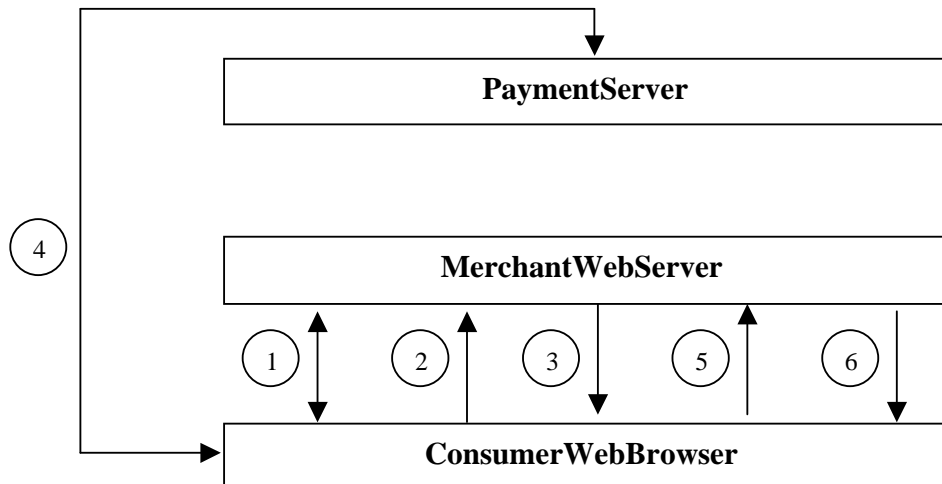 PaymentServer
4
MerchantWebServer
1 2 3 5 6
ConsumerWebBrowser